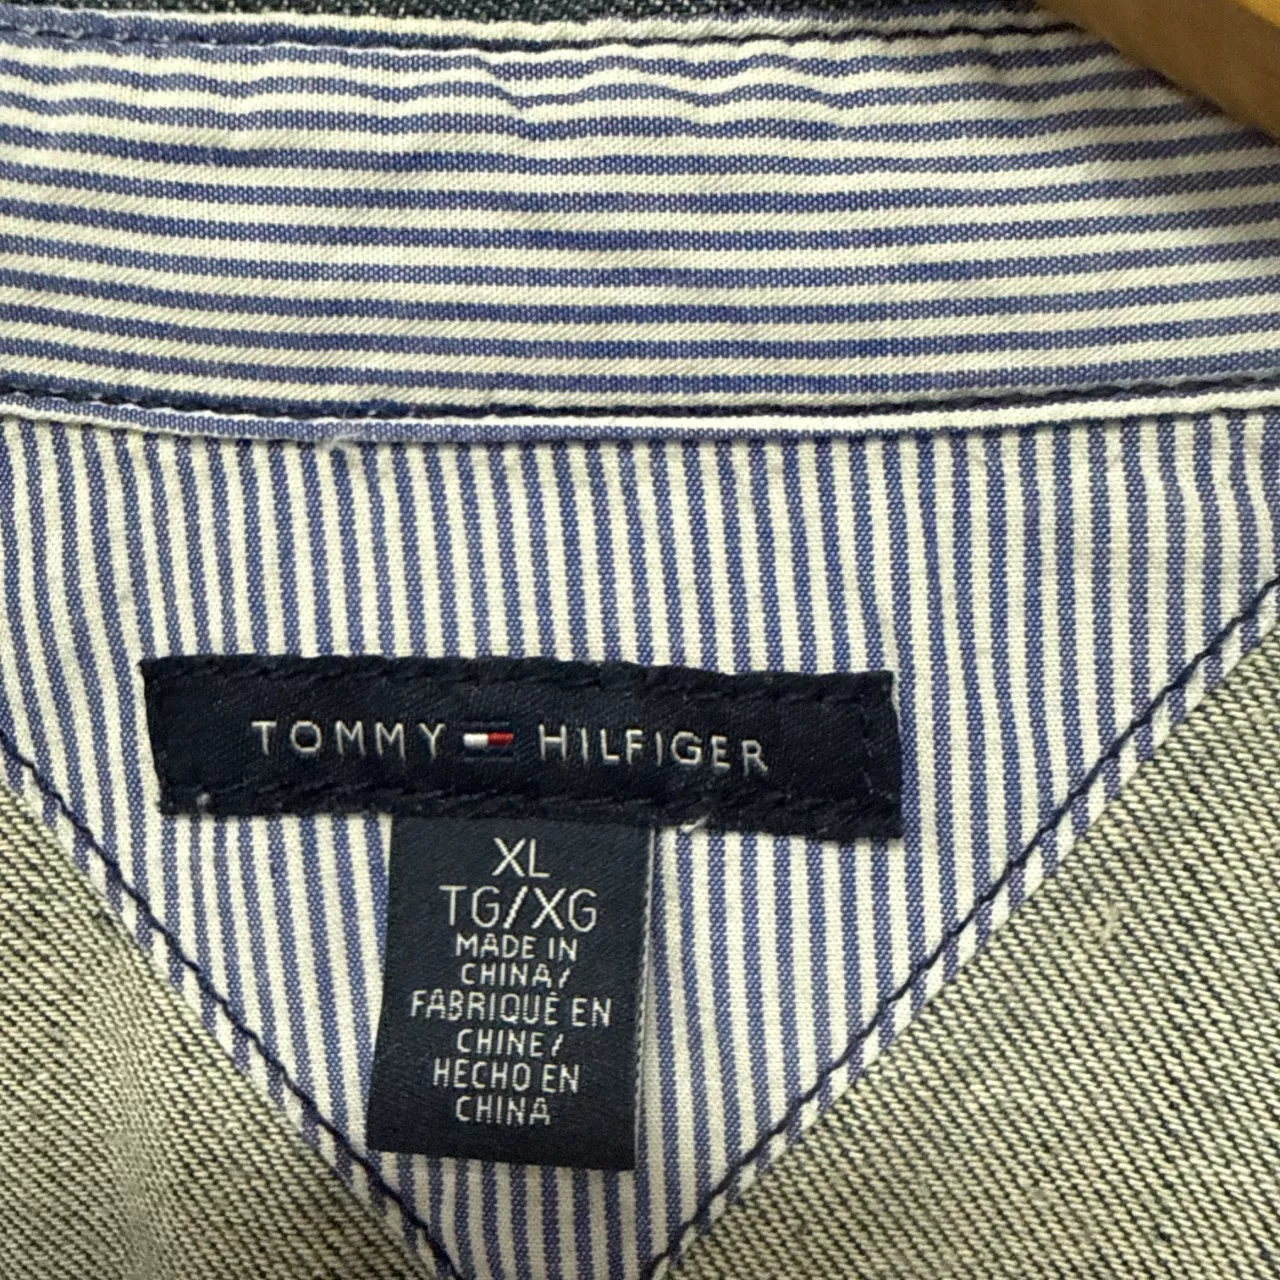 TOMMY HILFIGER
XL
TG/XG
MADE IN
CHINA/
FABRIQUÉ EN
CHINE/
HECHO EN
CHINA